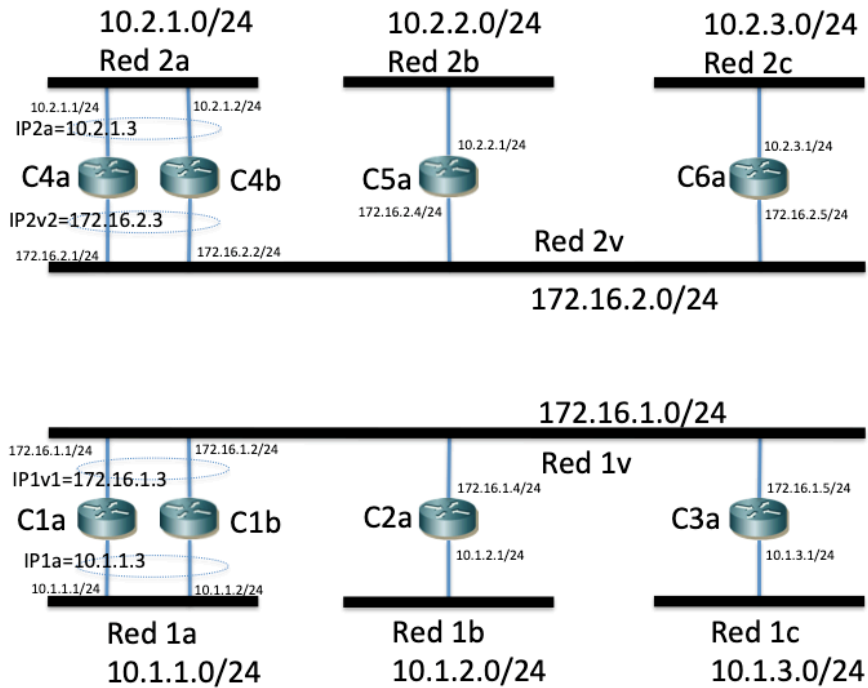 10.2.1.0/24
10.2.2.0/24
10.2.3.0/24
Red 2a
Red 2b
Red 2c
10.2.1.1/24
10.2.1.2/24
IP2a=10.2.1.3
10.2.2.1/24
10.2.3.1/24
C4a
C4b
C5a
C6a
IP2v2=172.16.2.3
172.16.2.4/24
172.16.2.5/24
172.16.2.1/24
172.16.2.2/24
Red 2v
172.16.2.0/24
172.16.1.0/24
172.16.1.1/24
172.16.1.2/24
Red 1v
IP1v1=172.16.1.3
172.16.1.4/24
172.16.1.5/24
C1a
C1b
C2a
C3a
IP1a=10.1.1.3
10.1.2.1/24
10.1.3.1/24
10.1.1.1/24
10.1.1.2/24
Red 1a
Red 1b
Red 1c
10.1.1.0/24
10.1.2.0/24
10.1.3.0/24